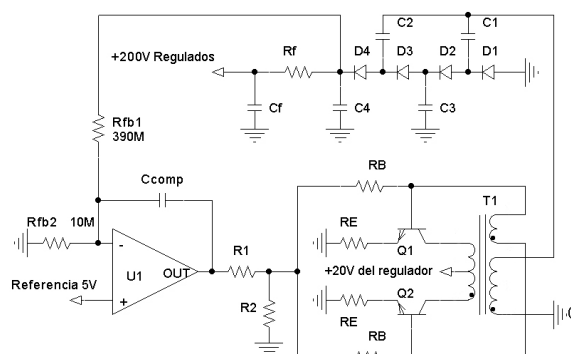 C2
C1
+200V Regulados
Rf
D4
D3
D2
D1
Cf
C4
C3
Rfb1
390M
Ccomp
RB
T1
Rfb2
10M
RE
Q1
-
U1
OUT
+
R1
+20V del regulador
Referencia 5V
R2
Q2
RE
RB